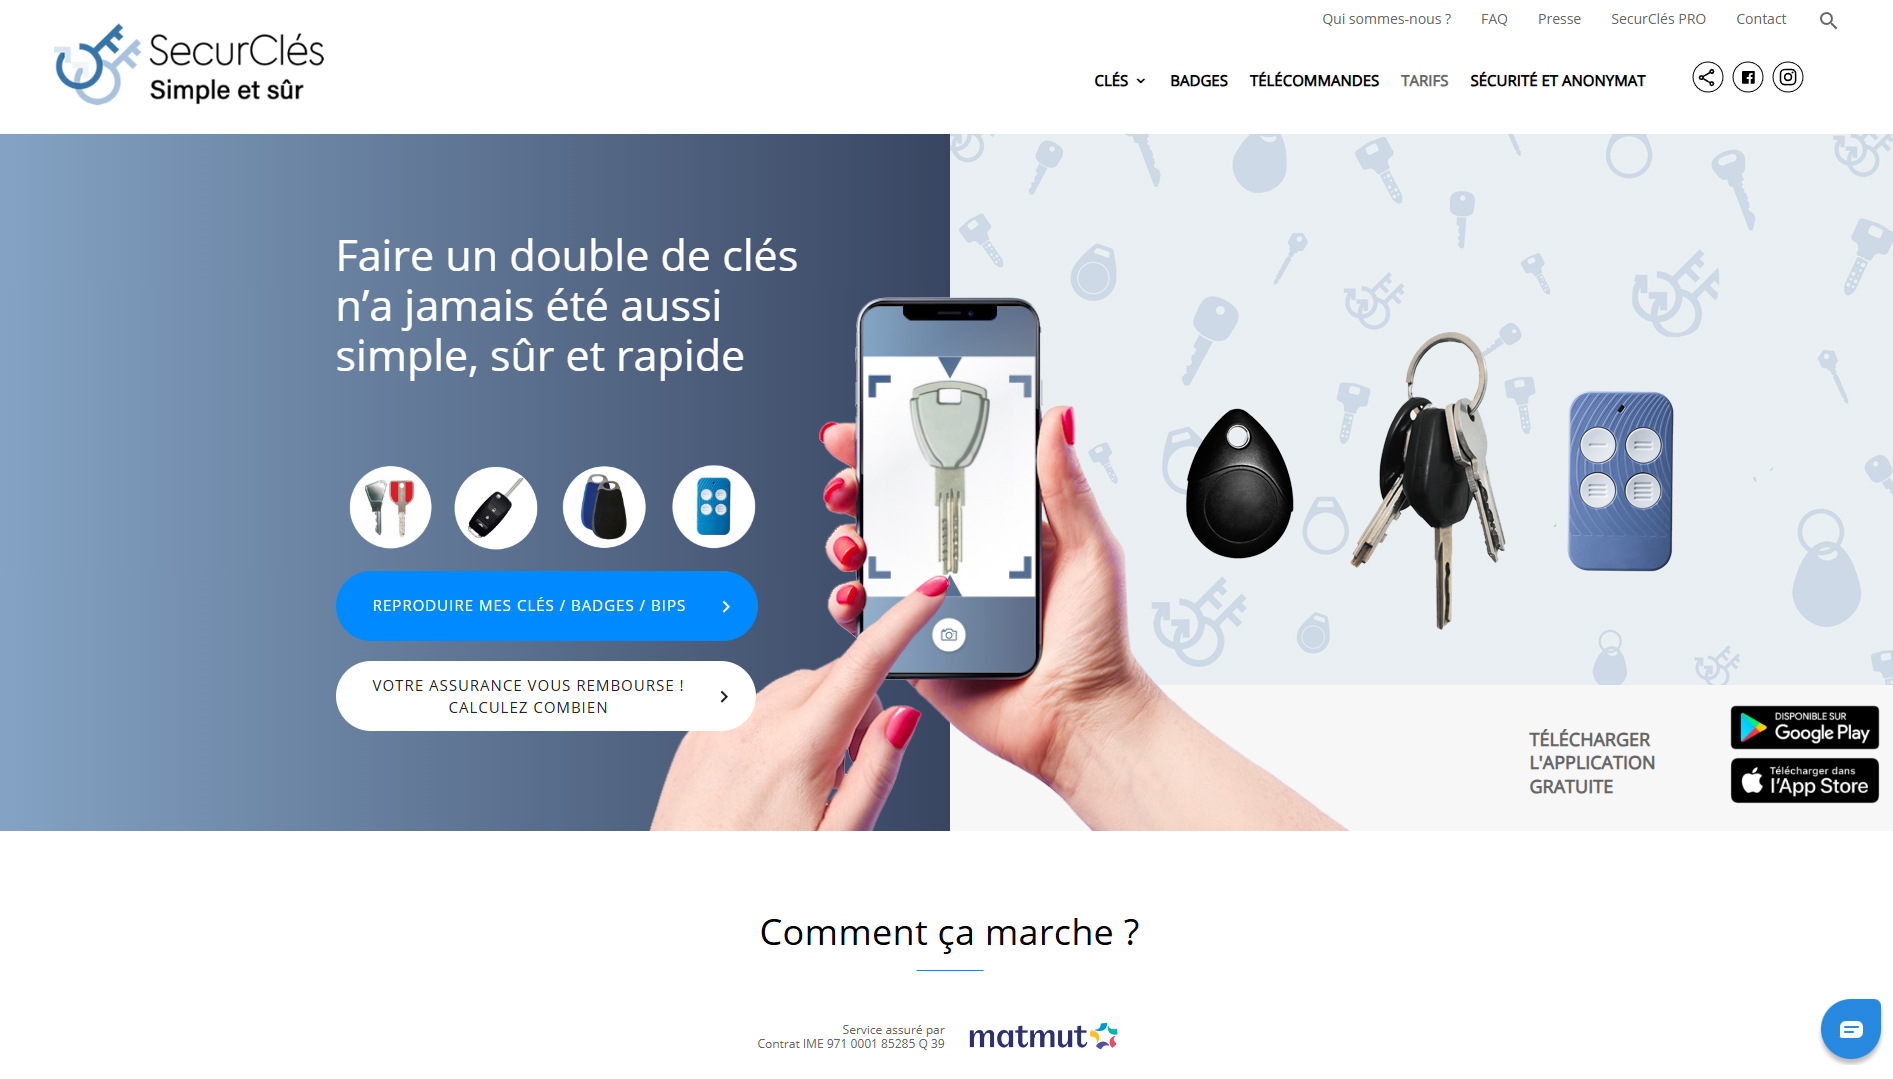 Qui sommes-nous ? FAQ Presse SecurClés PRO Contact
SecurClés
Simple et sûr
CLÉS BADGES TÉLÉCOMMANDES TARIFS SÉCURITÉ ET ANONYMAT
Faire un double de clés
n’a jamais été aussi
simple, sûr et rapide
REPRODUIRE MES CLÉS / BADGES / BIPS
VOTRE ASSURANCE VOUS REMBOURSE !
CALCULEZ COMBIEN
TÉLÉCHARGER
L'APPLICATION
GRATUITE
DISPONIBLE SUR
Google Play
Télécharger dans
l'App Store
Comment ça marche ?
Service assuré par
Contrat IME 971 0001 85285 Q 39
matmut